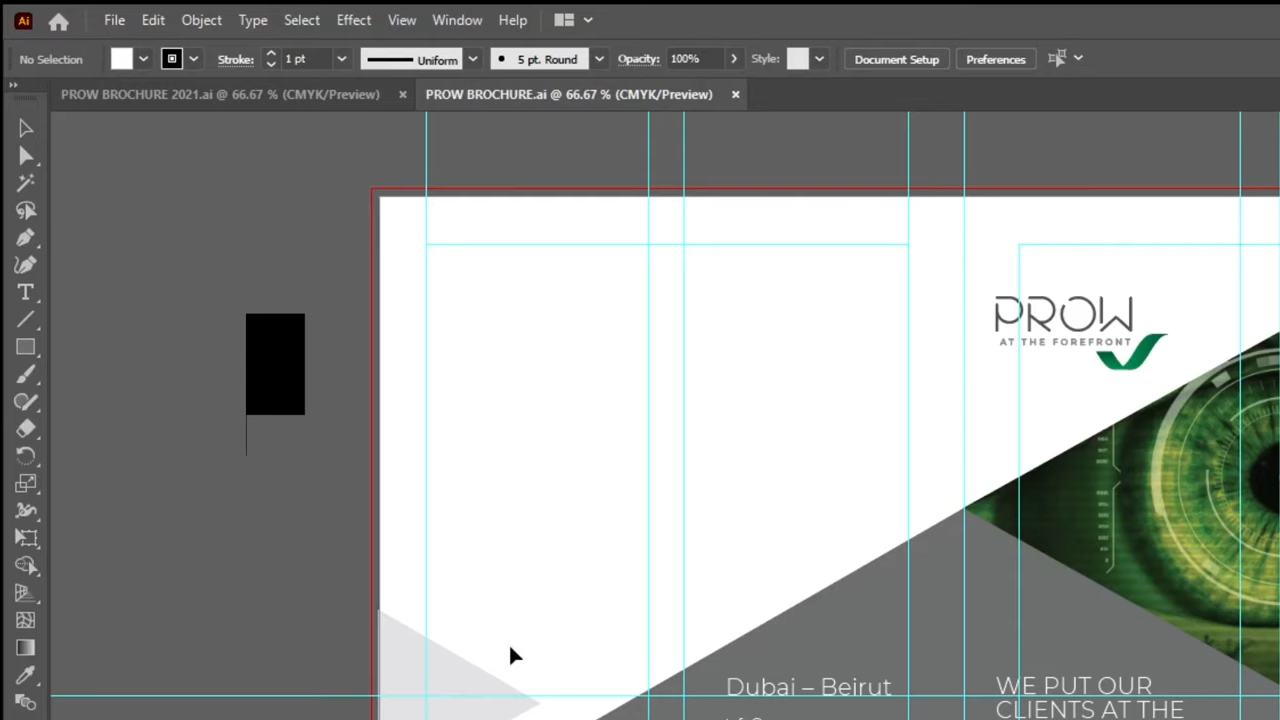 Ai File Edit Object Type Select Effect View Window Help
No Selection Stroke: 1 pt Uniform 5 pt. Round Opacity: 100% Style: Document Setup Preferences
PROW BROCHURE 2021.ai @ 66.67 % (CMYK/Preview) × PROW BROCHURE.ai @ 66.67 % (CMYK/Preview) ×
PROW
AT THE FOREFRONT
Dubai – Beirut
WE PUT OUR
CLIENTS AT THE